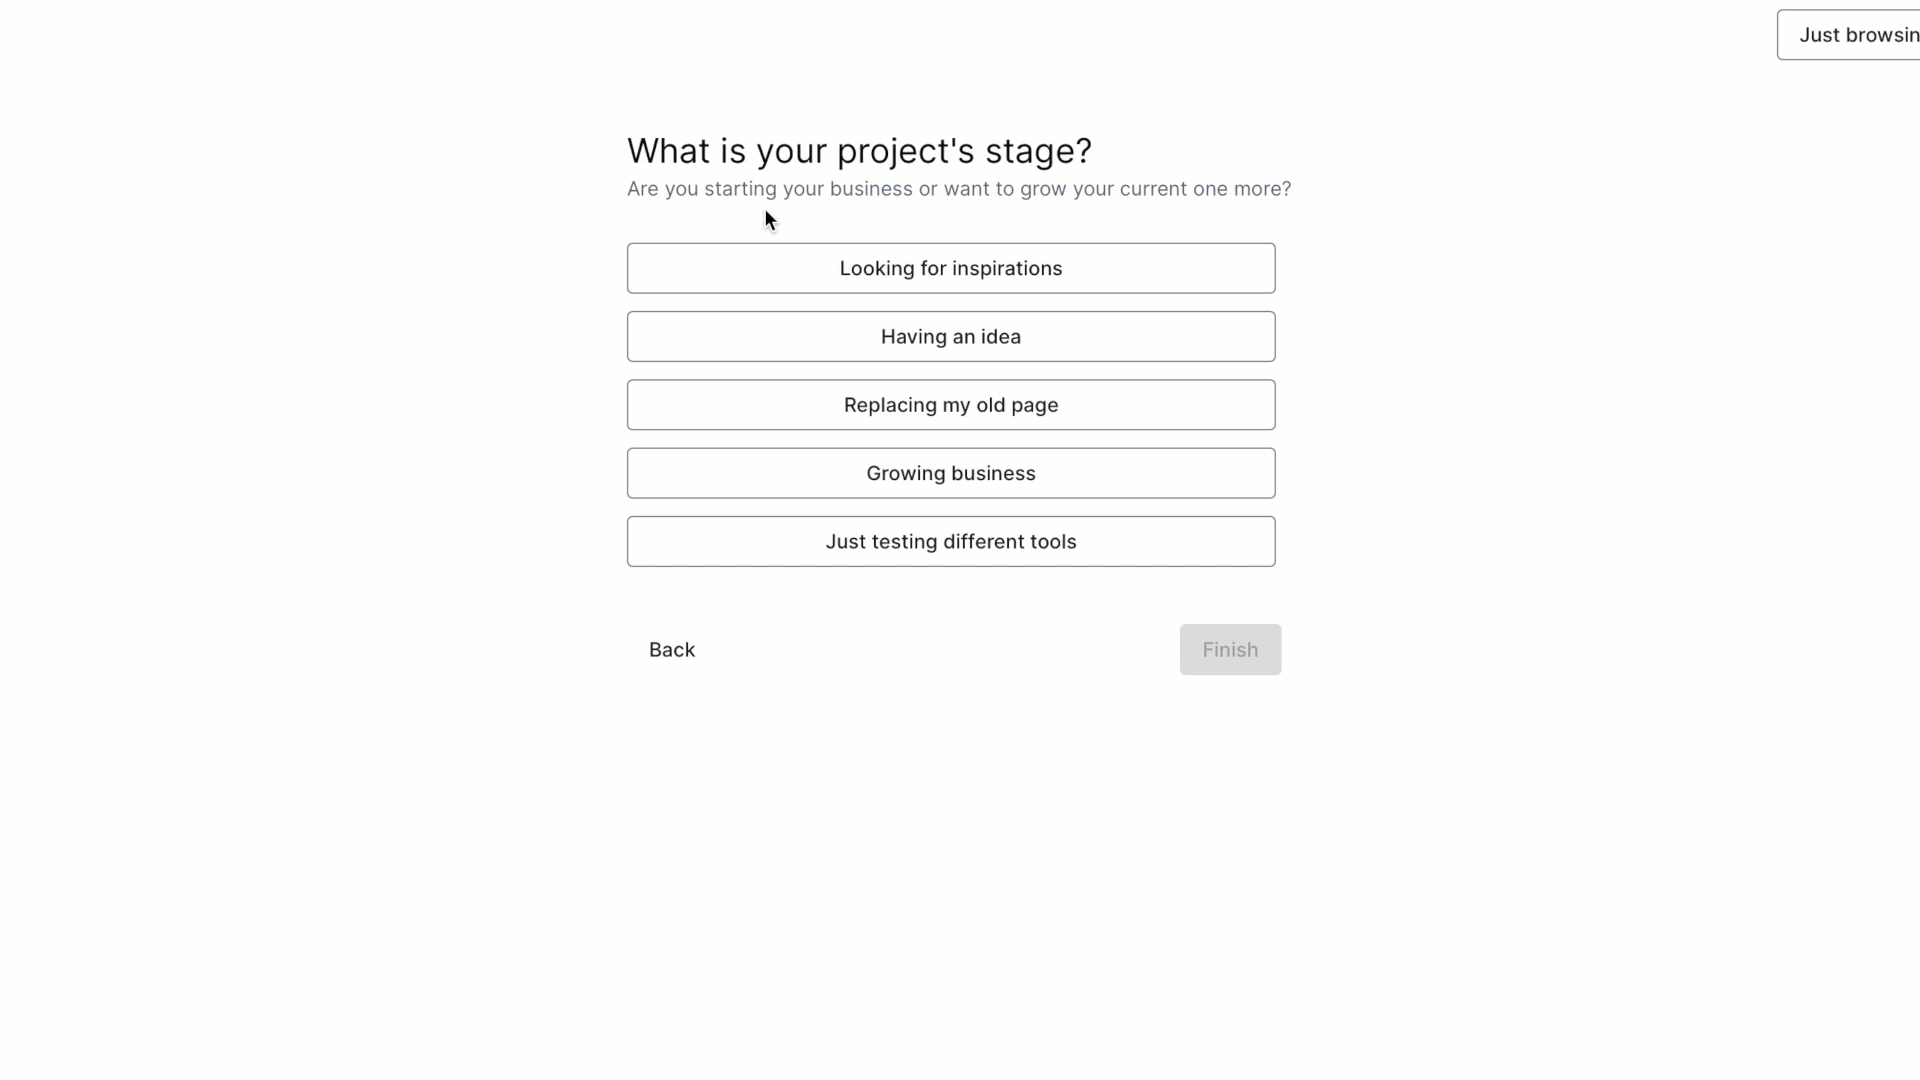 Just browsin
What is your project's stage?
Are you starting your business or want to grow your current one more?
Looking for inspirations
Having an idea
Replacing my old page
Growing business
Just testing different tools
Back
Finish